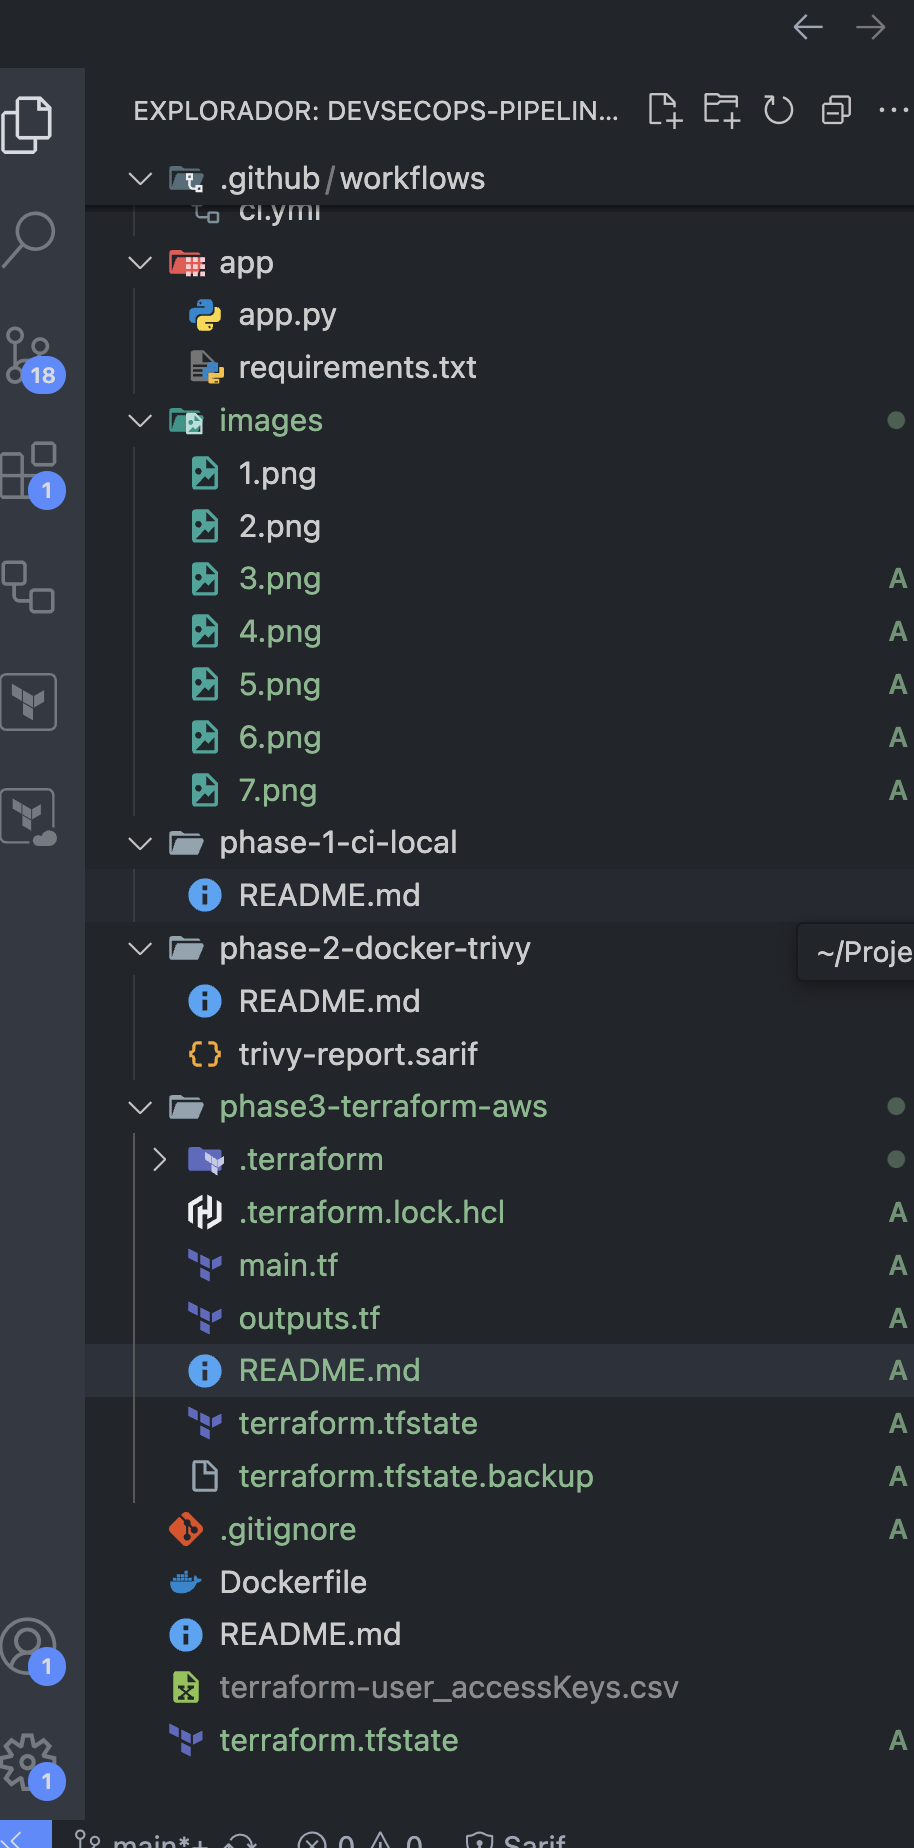 EXPLORADOR: DEVSECOPS-PIPELIN...
.github/workflows
ci.yml
app
app.py
requirements.txt
18
images
1.png
2.png
1
3.png A
4.png A
5.png A
6.png A
7.png A
phase-1-ci-local
README.md
phase-2-docker-trivy
~/Proje
README.md
trivy-report.sarif
phase3-terraform-aws
.terraform
.terraform.lock.hcl A
main.tf A
outputs.tf A
README.md A
terraform.tfstate A
terraform.tfstate.backup A
.gitignore A
Dockerfile
README.md
1
terraform-user_accessKeys.csv
terraform.tfstate A
1
main*+ 0 0 Sarif